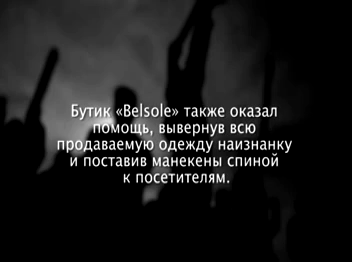 Бутик «Belsole» также оказал
помощь, вывернув всю
продаваемую одежду наизнанку
и поставив манекены спиной
к посетителям.